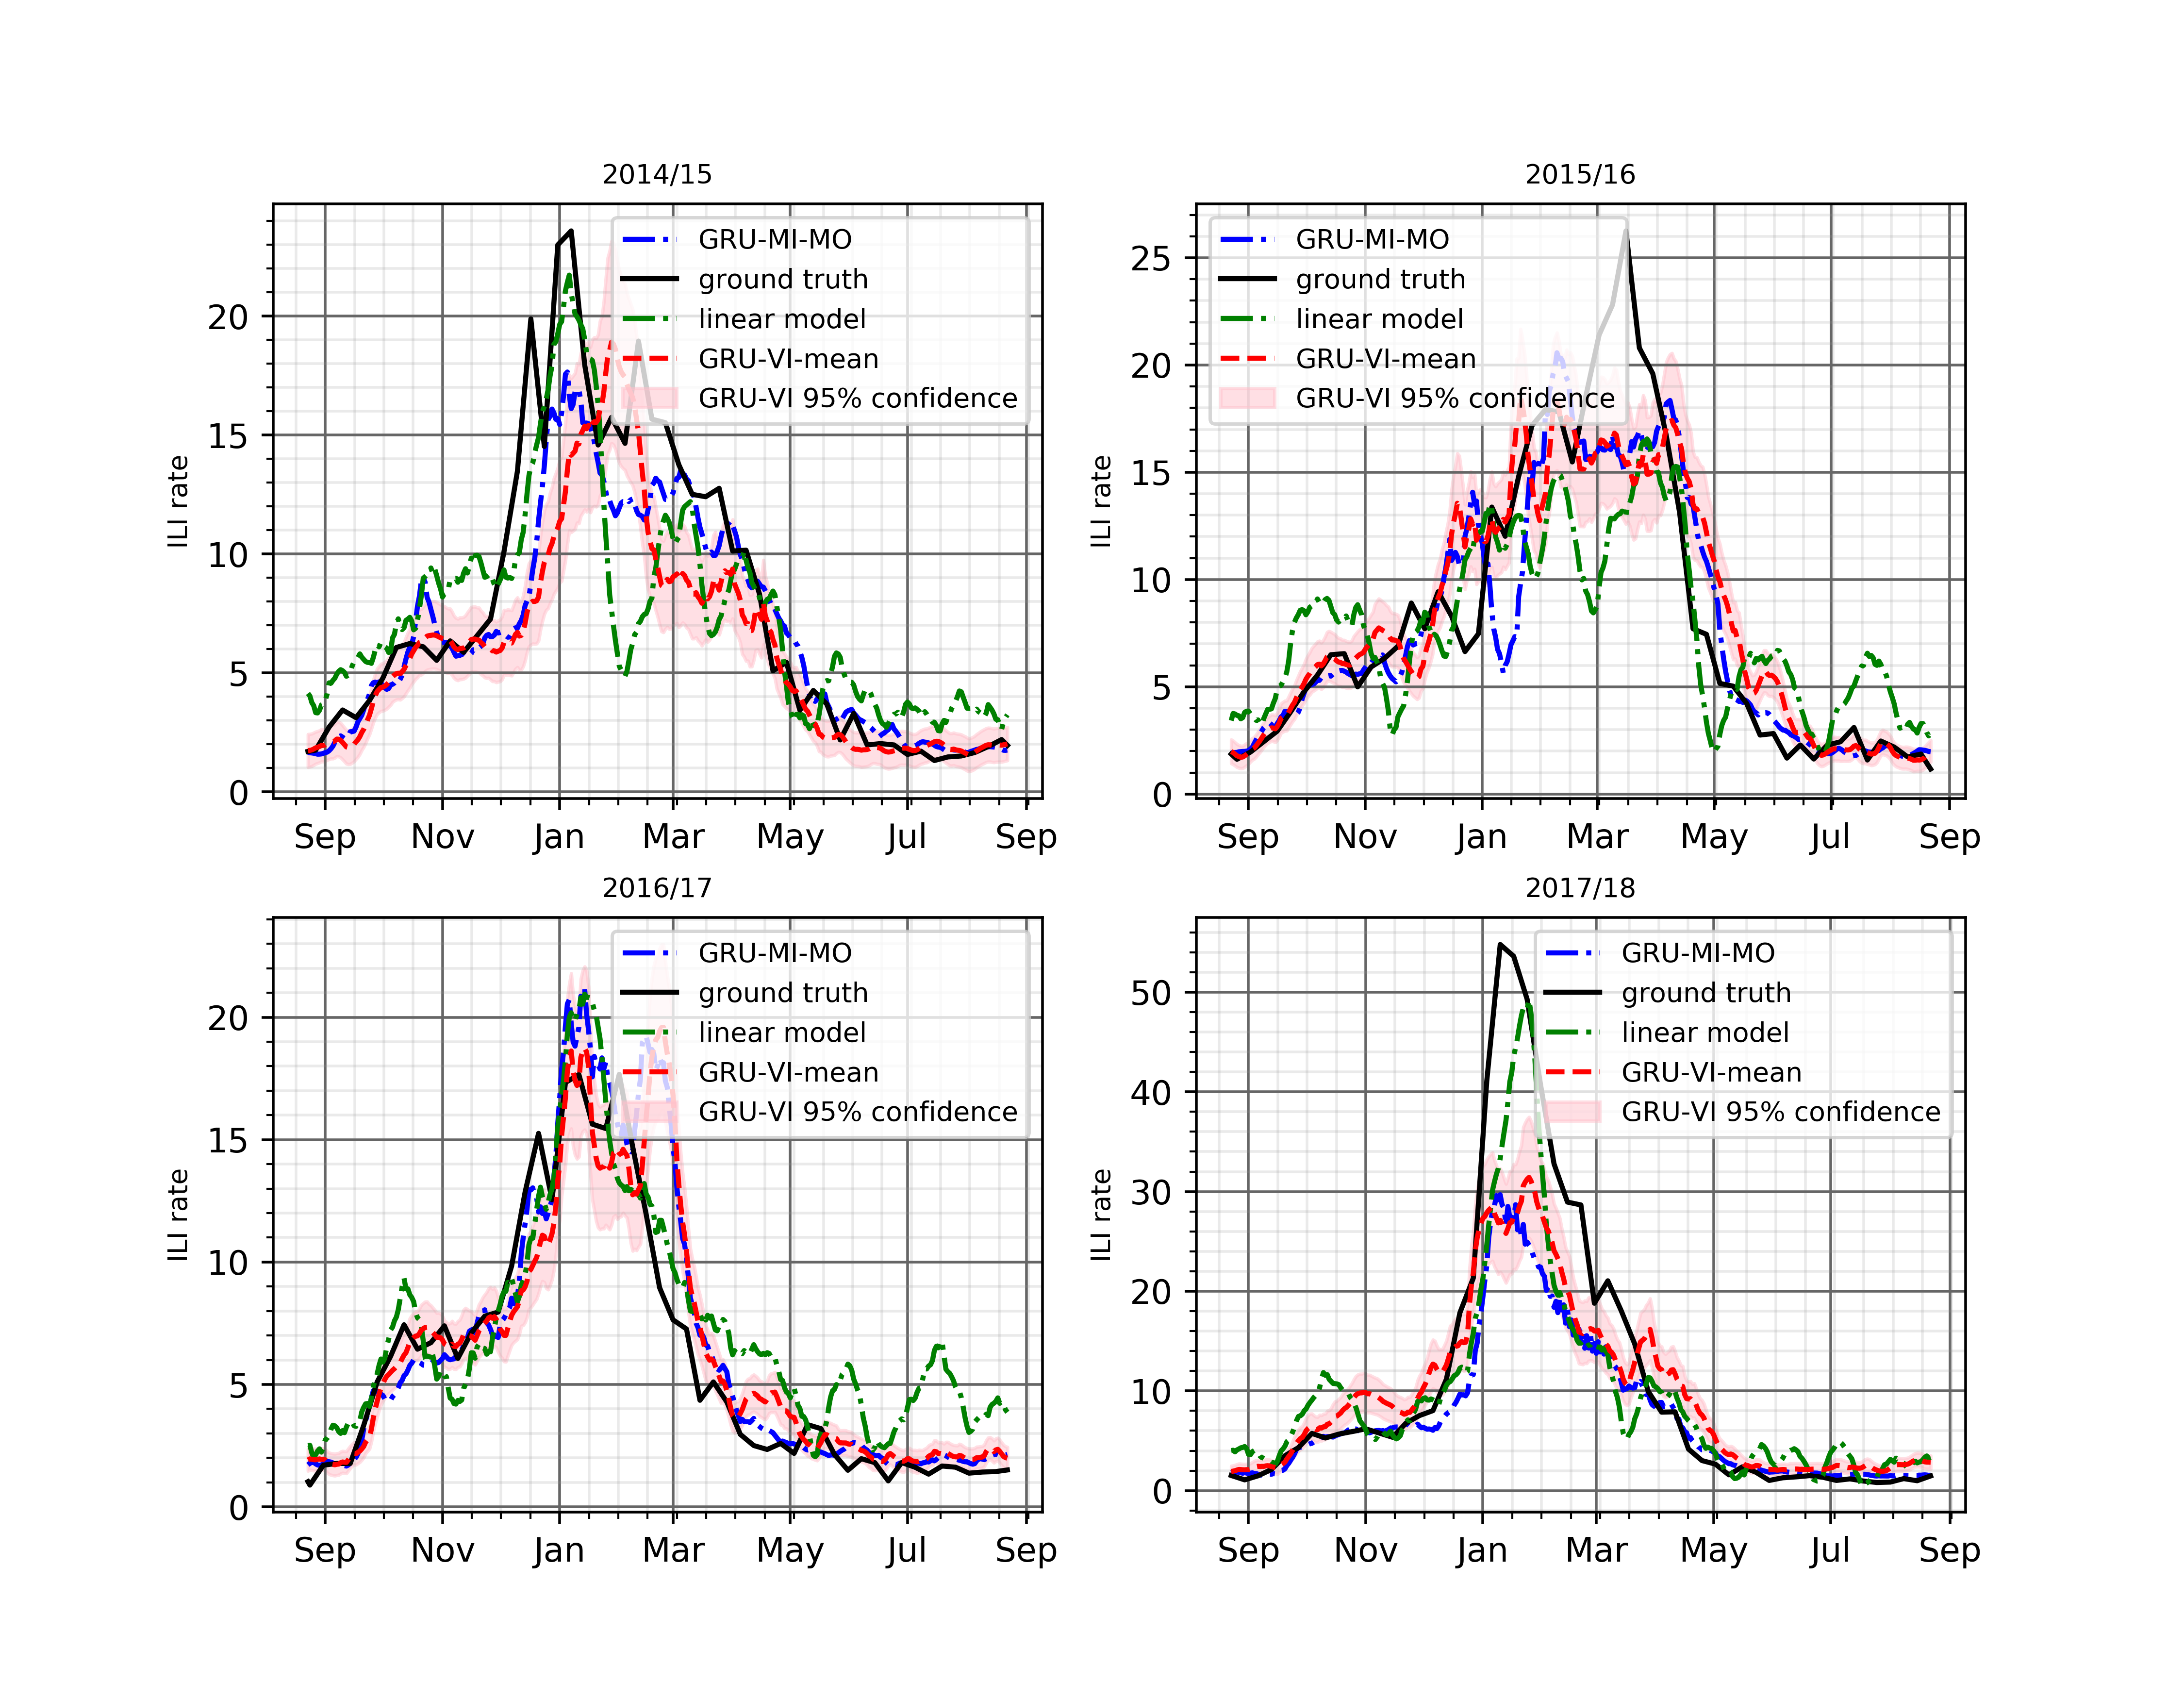 2014/15
ILI rate
20
15
10
5
0
GRU-MI-MO
ground truth
linear model
GRU-VI-mean
GRU-VI 95% confidence
Sep Nov Jan Mar May Jul Sep
2015/16
ILI rate
25
20
15
10
5
0
GRU-MI-MO
ground truth
linear model
GRU-VI-mean
GRU-VI 95% confidence
Sep Nov Jan Mar May Jul Sep
2016/17
ILI rate
20
15
10
5
0
GRU-MI-MO
ground truth
linear model
GRU-VI-mean
GRU-VI 95% confidence
Sep Nov Jan Mar May Jul Sep
2017/18
ILI rate
50
40
30
20
10
0
GRU-MI-MO
ground truth
linear model
GRU-VI-mean
GRU-VI 95% confidence
Sep Nov Jan Mar May Jul Sep